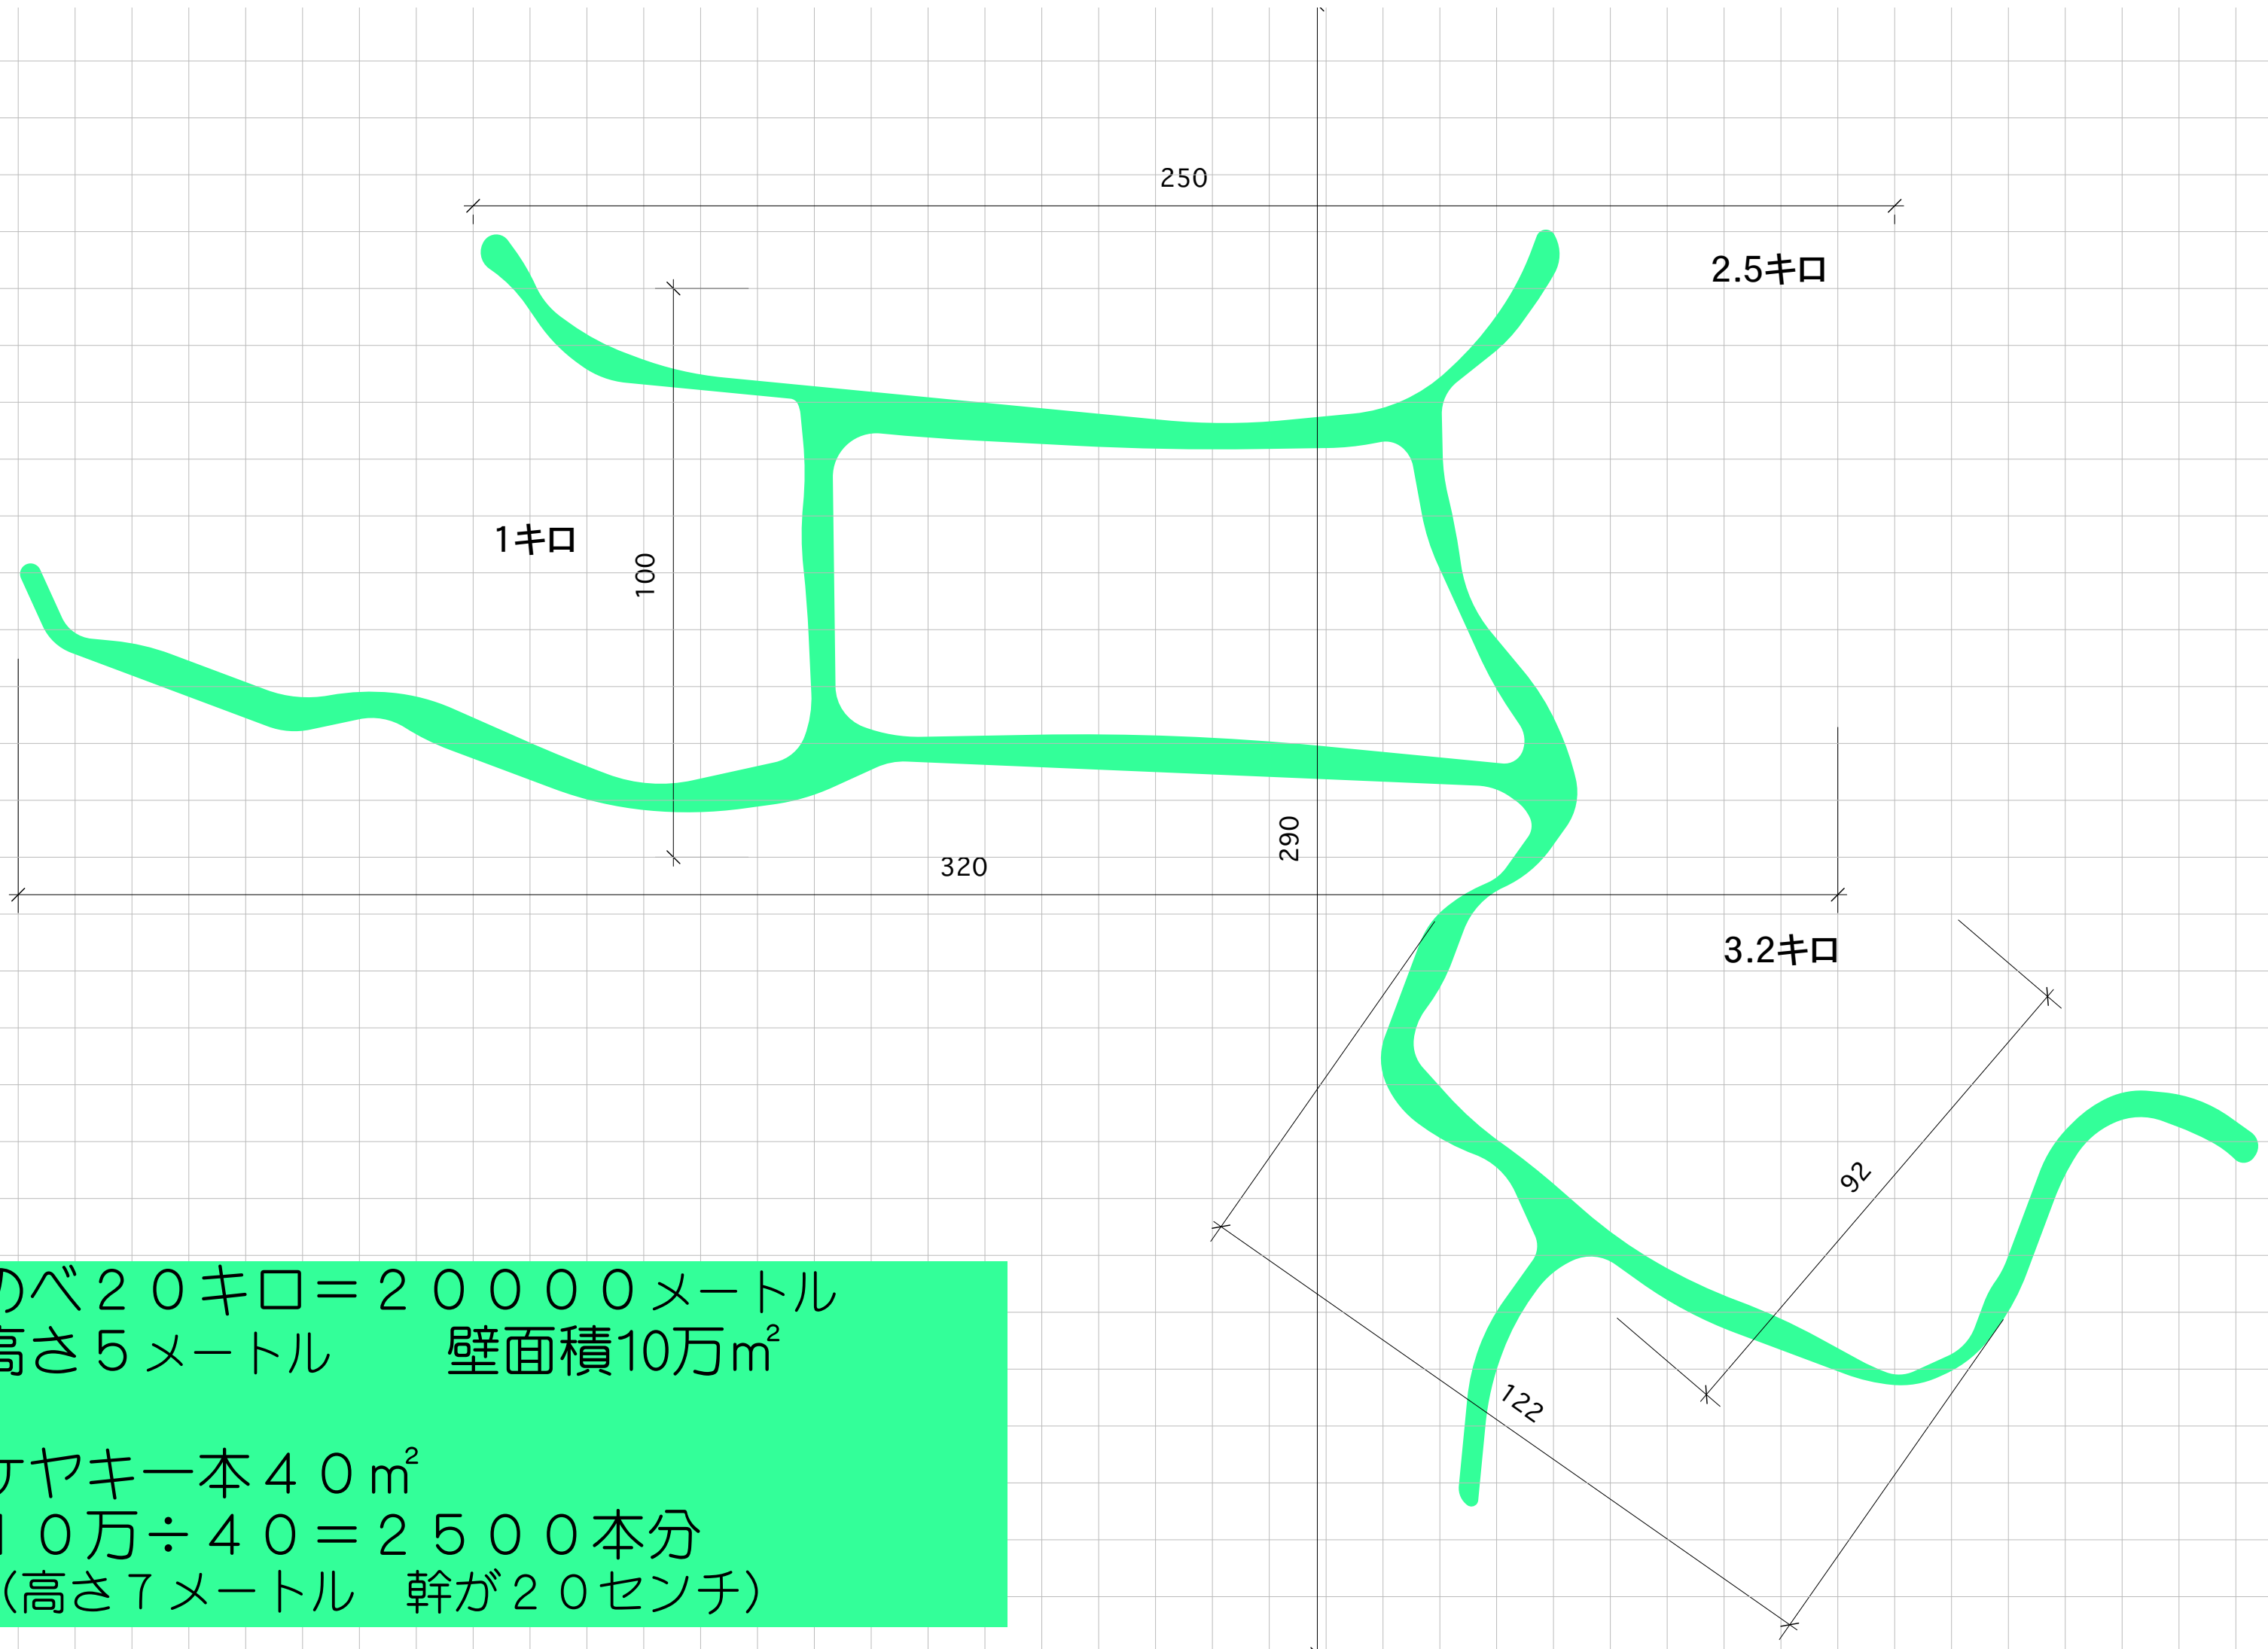 250
2.5キロ
1キロ
100
290
320
3.2キロ
92
122
２０キロ＝２００００メートル
さ５メートル　壁面積10万㎡
ヤキ一本４０㎡
０万÷４０＝２５００本分
（高さ７メートル　幹が２０センチ）